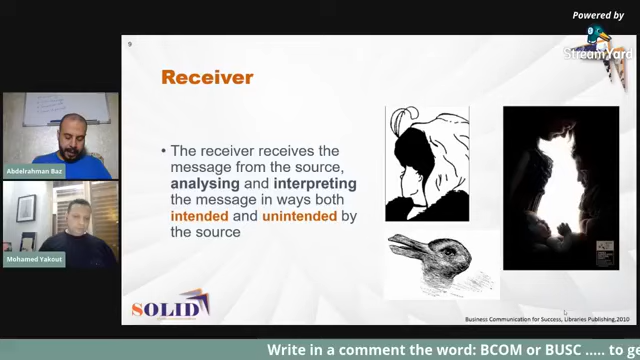 Powered by
StreamYard
9
Receiver
• The receiver receives the
message from the source,
analysing and interpreting
the message in ways both
intended and unintended by
the source
Abdelrahman Baz
Mohamed Yakout
SOLID
Business Communication for Success, Libraries Publishing,2010
Write in a comment the word: BCOM or BUSC ..... to ge